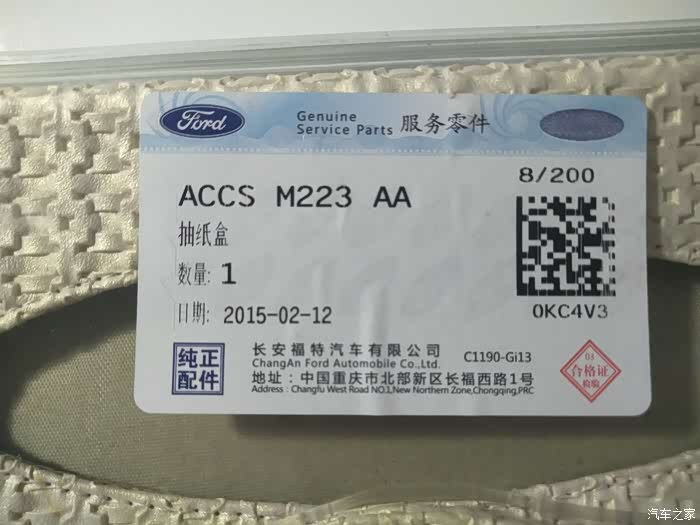 Ford
Genuine
Service Parts 服务零件
8/200
ACCS M223 AA
抽纸盒
数量: 1
日期: 2015-02-12
0KC4V3
纯正
配件
长安福特汽车有限公司 C1190-Gi13
ChangAn Ford Automobile Co.,Ltd.
地址：中国重庆市北部新区长福西路1号
Address : Changfu West Road NO.1,New Northern Zone,Chongqing,PRC
03
合格证
检验
汽车之家